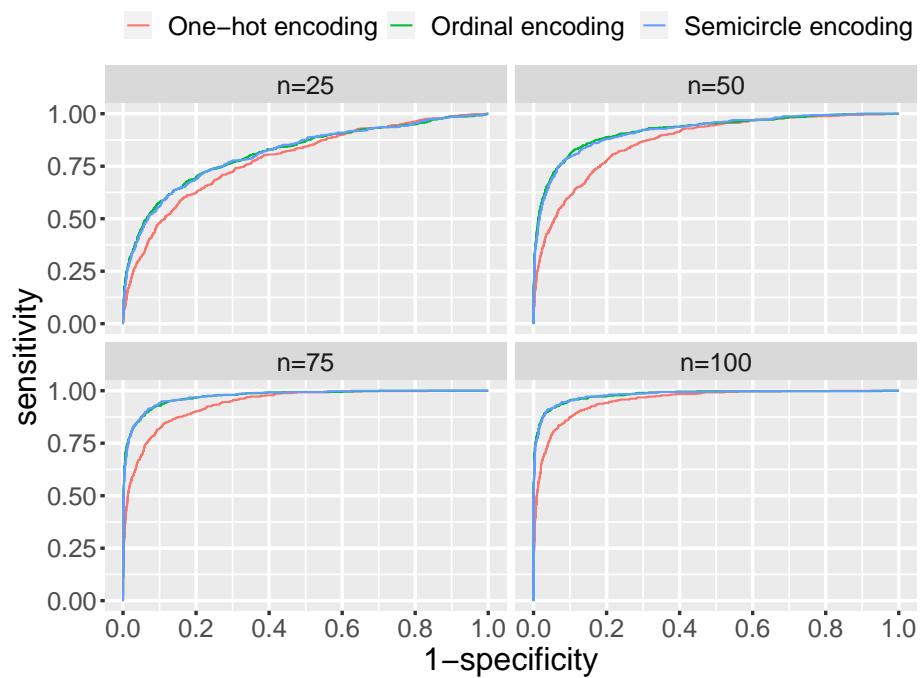 One−hot encoding Ordinal encoding Semicircle encoding
n=25 n=50
1.00
0.75
0.50
0.25
0.00
n=75 n=100
1.00
0.75
0.50
0.25
0.00
0.0 0.2 0.4 0.6 0.8 1.0 0.0 0.2 0.4 0.6 0.8 1.0
1−specificity
sensitivity